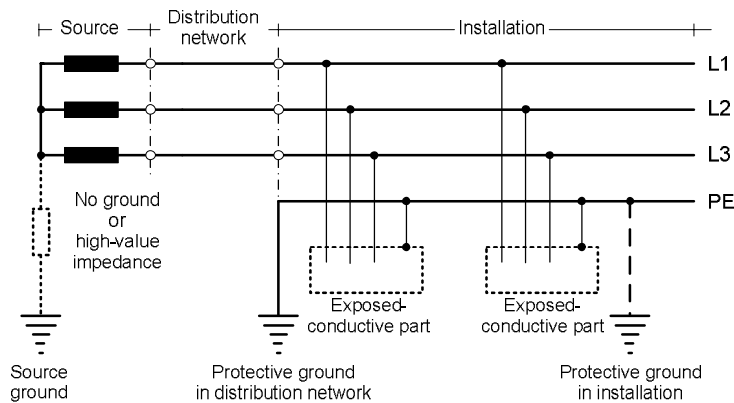 Source
Distribution
network
Installation
L1
L2
L3
PE
No ground
or
high-value
impedance
Exposed-
conductive part
Exposed-
conductive part
Source
ground
Protective ground
in distribution network
Protective ground
in installation